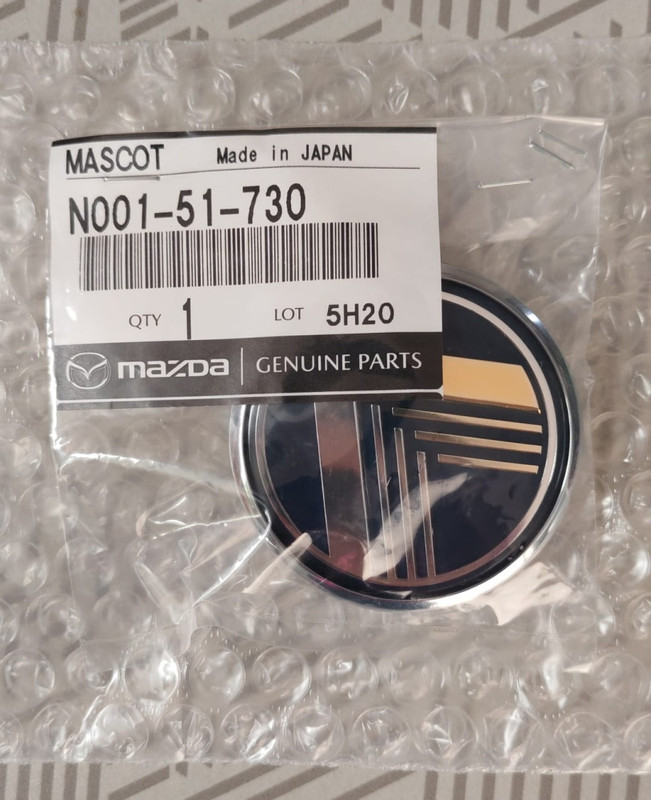 MASCOT Made in JAPAN
N001-51-730
QTY 1 LOT 5H20
mazda GENUINE PARTS